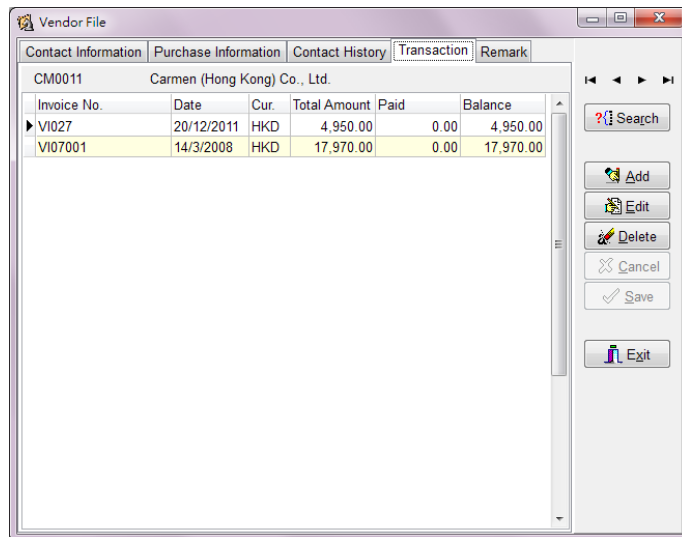 Vendor File
Contact Information Purchase Information Contact History Transaction Remark
CM0011 Carmen (Hong Kong) Co., Ltd.
Invoice No. Date Cur. Total Amount Paid Balance
VI027 20/12/2011 HKD 4,950.00 0.00 4,950.00
VI07001 14/3/2008 HKD 17,970.00 0.00 17,970.00
Search
Add
Edit
Delete
Cancel
Save
Exit